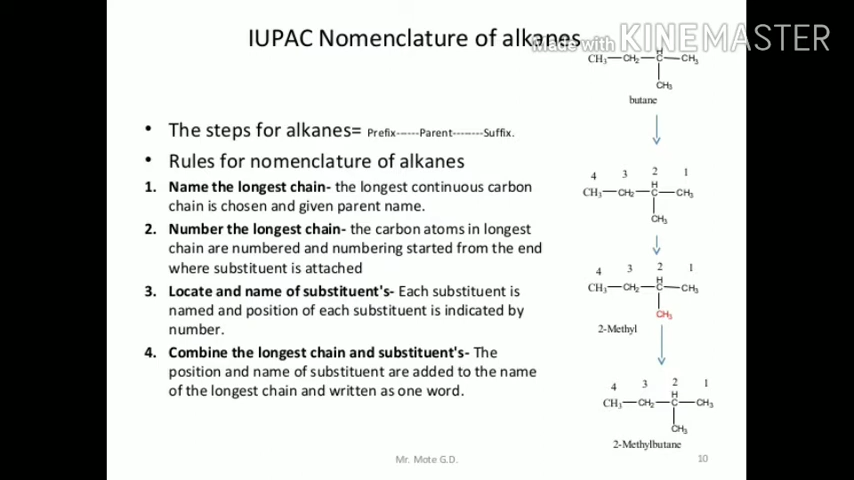 IUPAC Nomenclature of alkanes
Made with KINEMASTER
• The steps for alkanes= Prefix------Parent--------Suffix.
• Rules for nomenclature of alkanes
1. Name the longest chain- the longest continuous carbon
chain is chosen and given parent name.
2. Number the longest chain- the carbon atoms in longest
chain are numbered and numbering started from the end
where substituent is attached
3. Locate and name of substituent's- Each substituent is
named and position of each substituent is indicated by
number.
4. Combine the longest chain and substituent's- The
position and name of substituent are added to the name
of the longest chain and written as one word.
H
CH₃—CH₂—C—CH₃
CH₃
butane
4 3 2 1
H
CH₃—CH₂—C—CH₃
CH₃
4 3 2 1
H
CH₃—CH₂—C—CH₃
CH₃
2-Methyl
4 3 2 1
H
CH₃—CH₂—C—CH₃
CH₃
2-Methylbutane
Mr. Mote G.D.
10